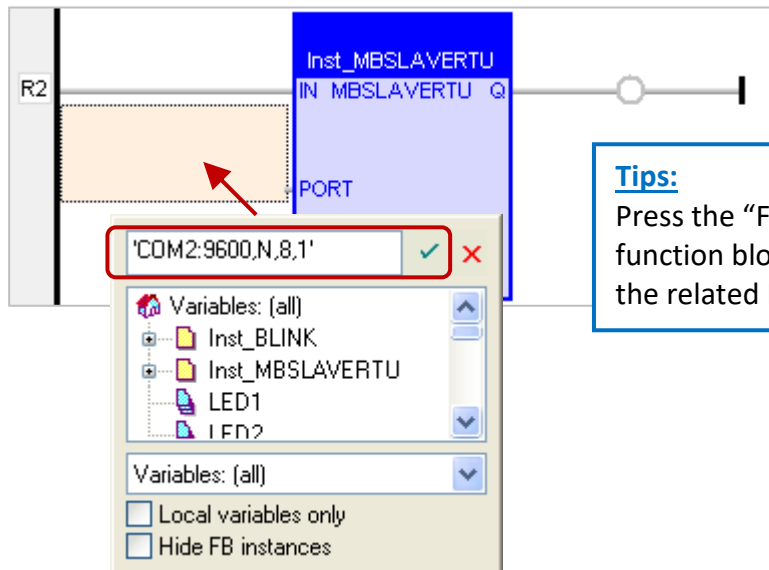 Inst_MBSLAVERTU
R2
IN MBSLAVERTU Q
PORT
Tips:
Press the “F
function blo
the related
'COM2:9600,N,8,1'
Variables: (all)
Inst_BLINK
Inst_MBSLAVERTU
LED1
LED2
Variables: (all)
Local variables only
Hide FB instances